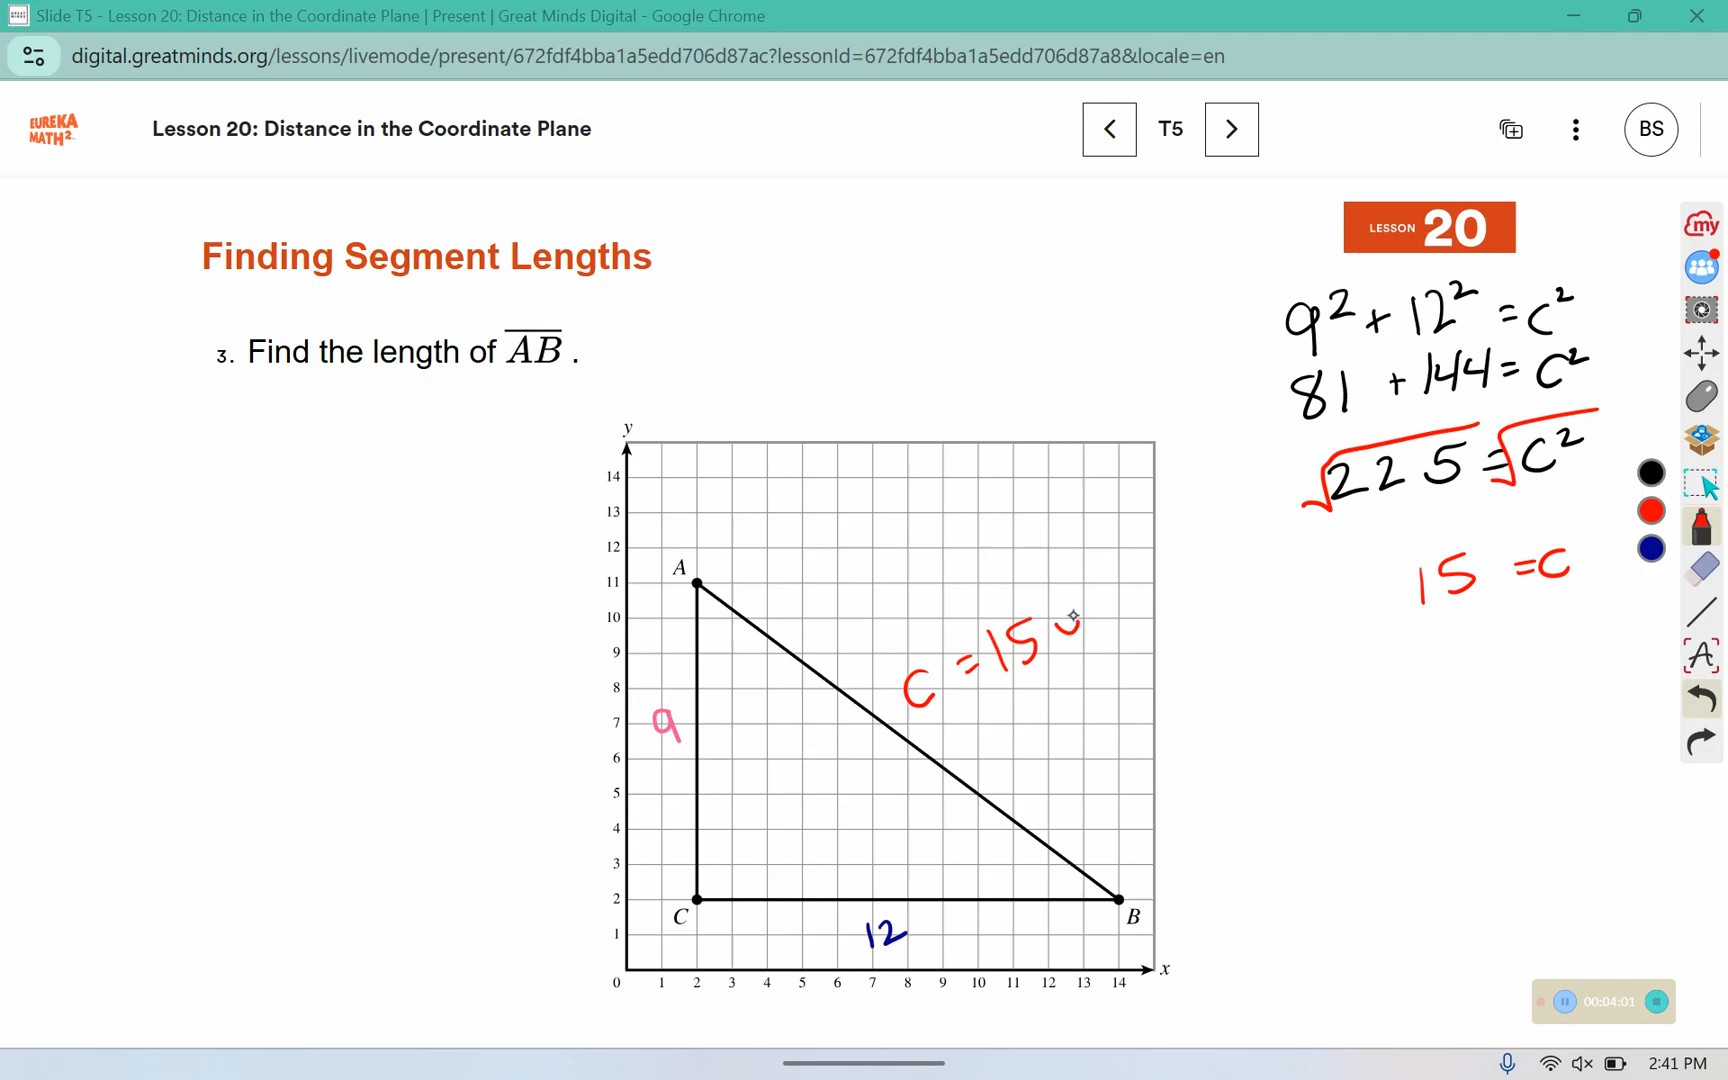 Slide T5 - Lesson 20: Distance in the Coordinate Plane | Present | Great Minds Digital - Google Chrome
digital.greatminds.org/lessons/livemode/present/672fdf4bba1a5edd706d87ac?lessonId=672fdf4bba1a5edd706d87a8&locale=en
EUREKA
MATH²
Lesson 20: Distance in the Coordinate Plane
T5
BS
LESSON 20
my
Finding Segment Lengths
3. Find the length of AB.
9² + 12² = c²
81 + 144 = c²
√225 = √c²
15 = c
y
14
13
12
11
10
9
8
7
6
5
4
3
2
1
A
C = 15 u
9
C
B
12
x
0 1 2 3 4 5 6 7 8 9 10 11 12 13 14
A
00:04:01
2:41 PM